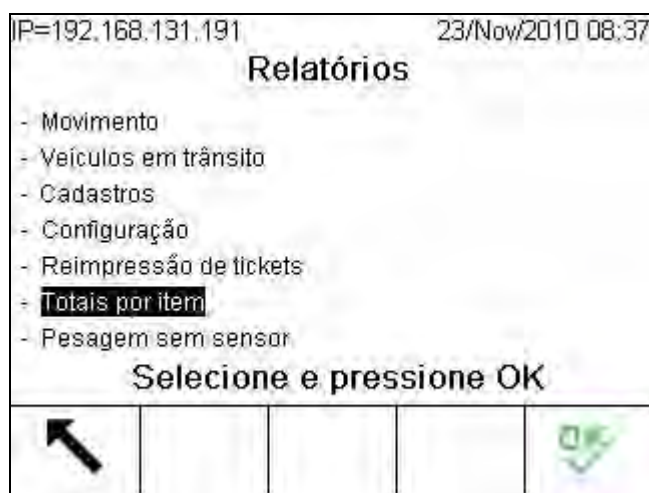 IP=192.168.131.191 23/Nov/2010 08:37
Relatórios
- Movimento
- Veículos em trânsito
- Cadastros
- Configuração
- Reimpressão de tickets
- Totais por item
- Pesagem sem sensor
Selecione e pressione OK
OK